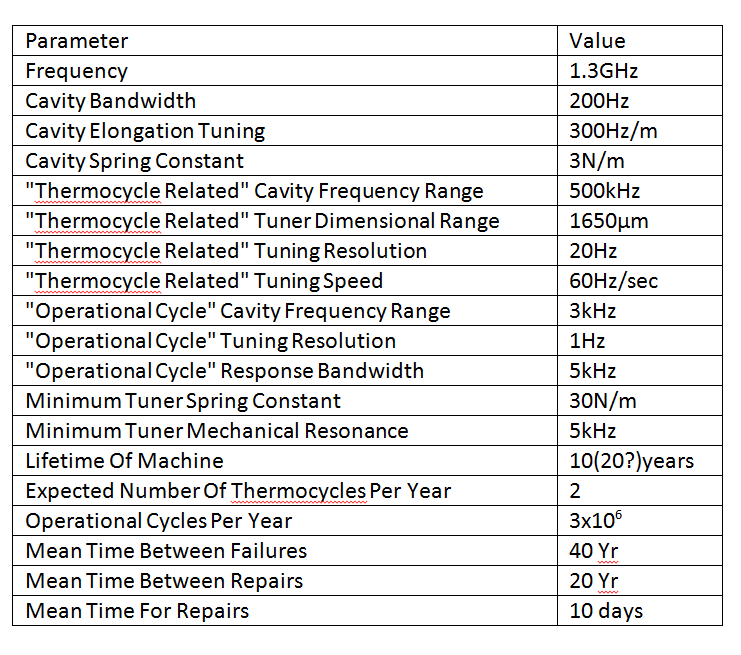 Parameter Value
Frequency 1.3GHz
Cavity Bandwidth 200Hz
Cavity Elongation Tuning 300Hz/m
Cavity Spring Constant 3N/m
"Thermocycle Related" Cavity Frequency Range 500kHz
"Thermocycle Related" Tuner Dimensional Range 1650µm
"Thermocycle Related" Tuning Resolution 20Hz
"Thermocycle Related" Tuning Speed 60Hz/sec
"Operational Cycle" Cavity Frequency Range 3kHz
"Operational Cycle" Tuning Resolution 1Hz
"Operational Cycle" Response Bandwidth 5kHz
Minimum Tuner Spring Constant 30N/m
Minimum Tuner Mechanical Resonance 5kHz
Lifetime Of Machine 10(20?)years
Expected Number Of Thermocycles Per Year 2
Operational Cycles Per Year 3x10⁶
Mean Time Between Failures 40 Yr
Mean Time Between Repairs 20 Yr
Mean Time For Repairs 10 days